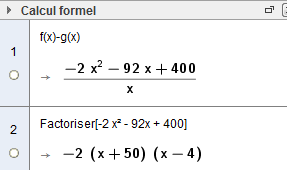 Calcul formel
1
f(x)-g(x)
→ (−2 x² − 92 x + 400) / x
2
Factoriser[-2 x² - 92x + 400]
→ −2 (x + 50) (x − 4)